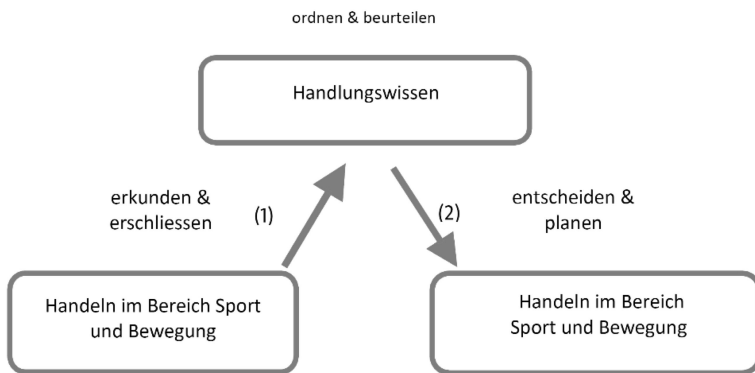 ordnen & beurteilen
Handlungswissen
erkunden &
erschliessen
(1)
(2)
entscheiden &
planen
Handeln im Bereich Sport
und Bewegung
Handeln im Bereich
Sport und Bewegung